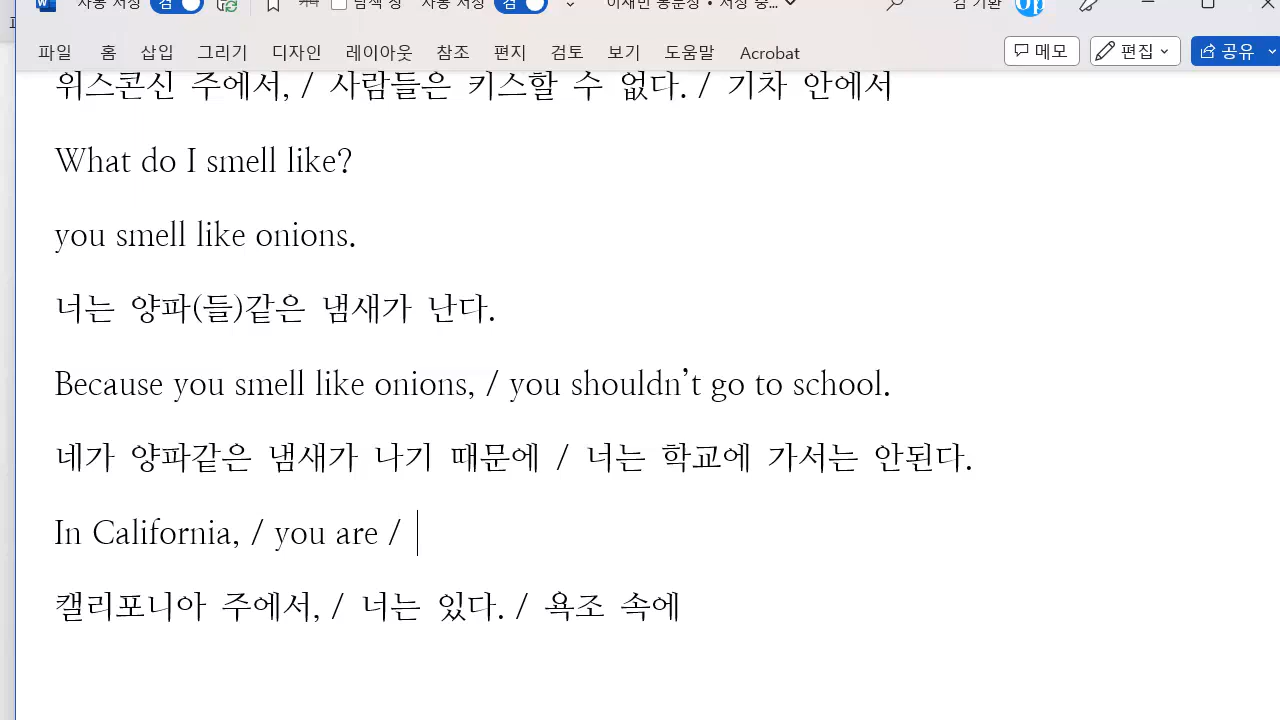 파일 홈 삽입 그리기 디자인 레이아웃 참조 편지 검토 보기 도움말 Acrobat 메모 편집 공유
위스콘신 주에서, / 사람들은 키스할 수 없다. / 기차 안에서
What do I smell like?
you smell like onions.
너는 양파(들)같은 냄새가 난다.
Because you smell like onions, / you shouldn’t go to school.
네가 양파같은 냄새가 나기 때문에 / 너는 학교에 가서는 안된다.
In California, / you are /
캘리포니아 주에서, / 너는 있다. / 욕조 속에